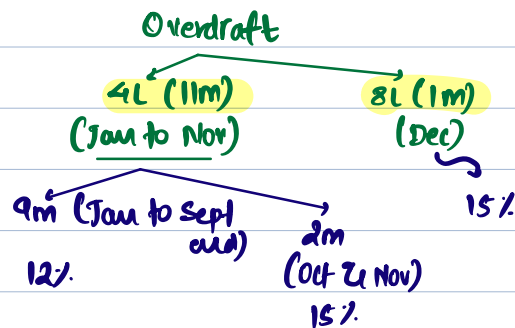 Overdraft
4L (11m) 8L (1m)
(Jan to Nov) (Dec)
9m (Jan to Sept end) 15%
2m
12% (Oct & Nov)
15%